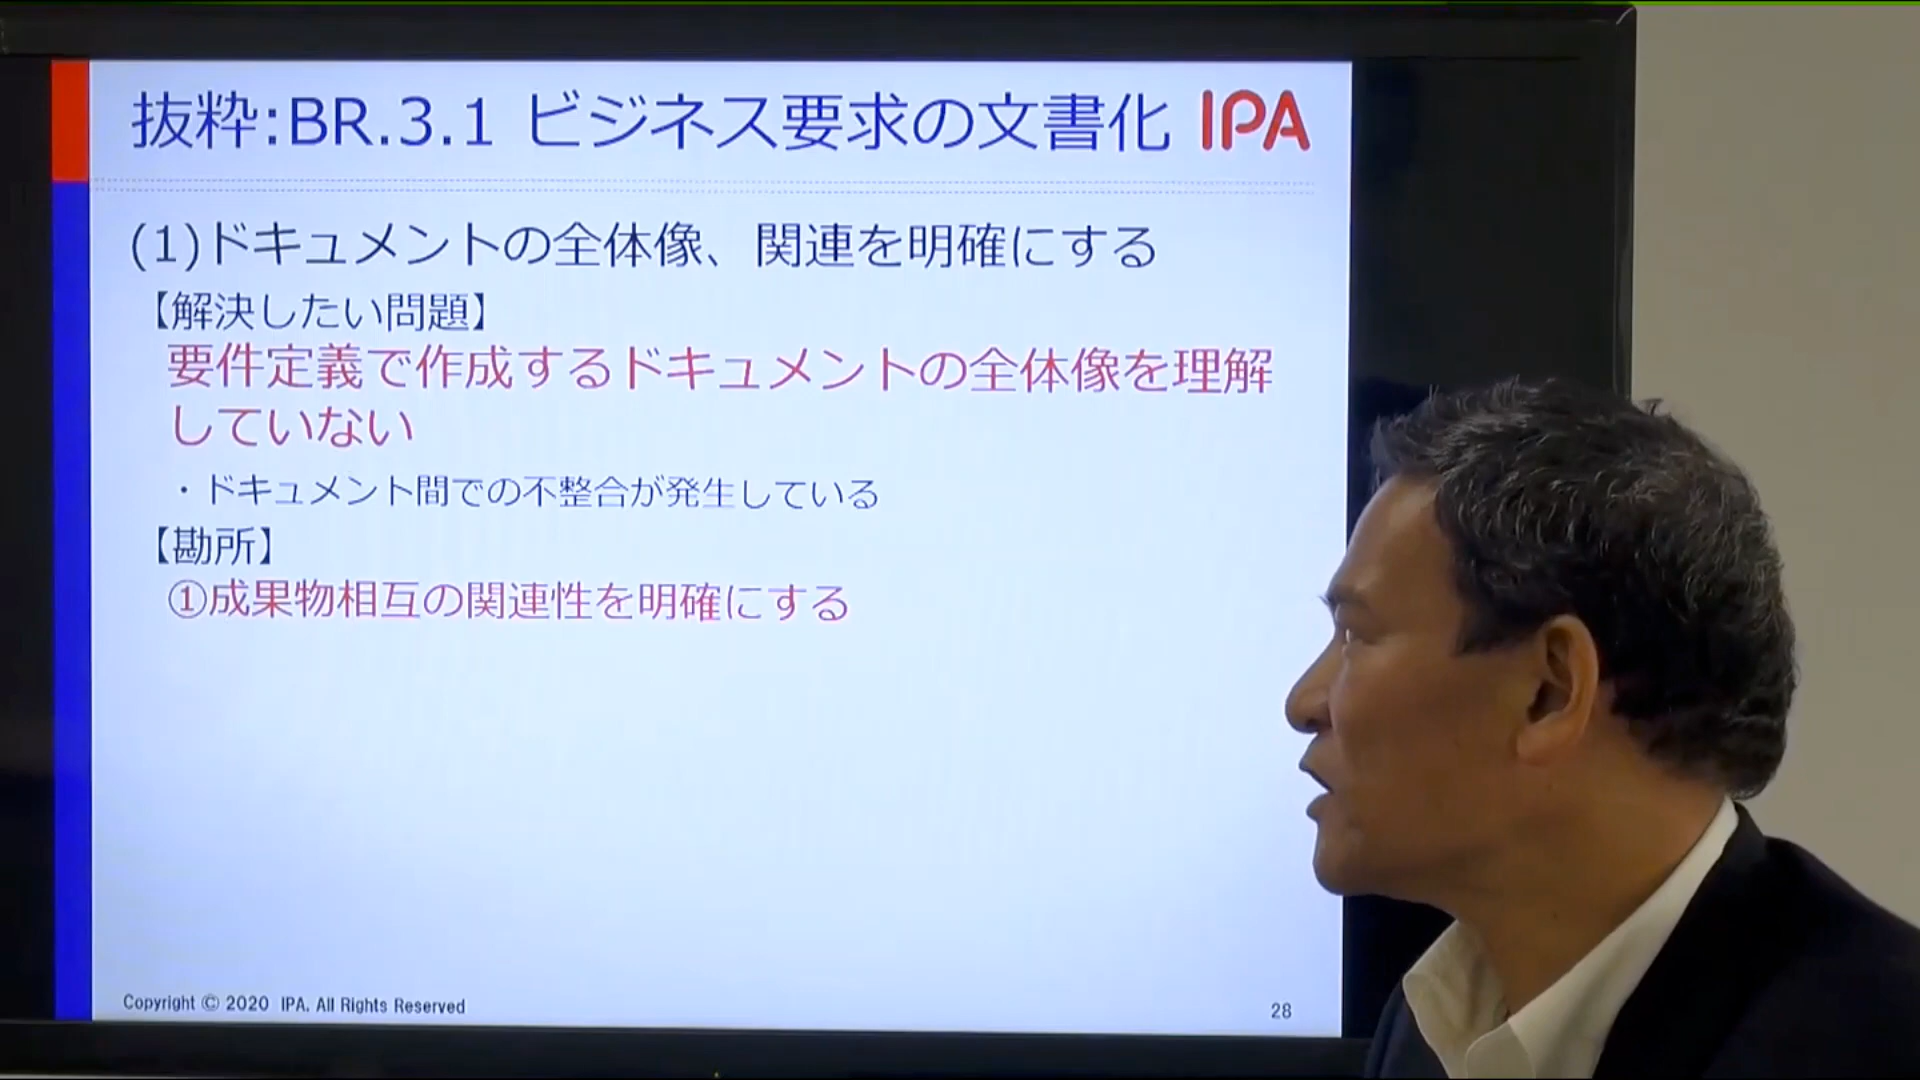 抜粋:BR.3.1 ビジネス要求の文書化 IPA
(1)ドキュメントの全体像、関連を明確にする
【解決したい問題】
要件定義で作成するドキュメントの全体像を理解
していない
・ドキュメント間での不整合が発生している
【勘所】
①成果物相互の関連性を明確にする
Copyright © 2020 IPA. All Rights Reserved
28